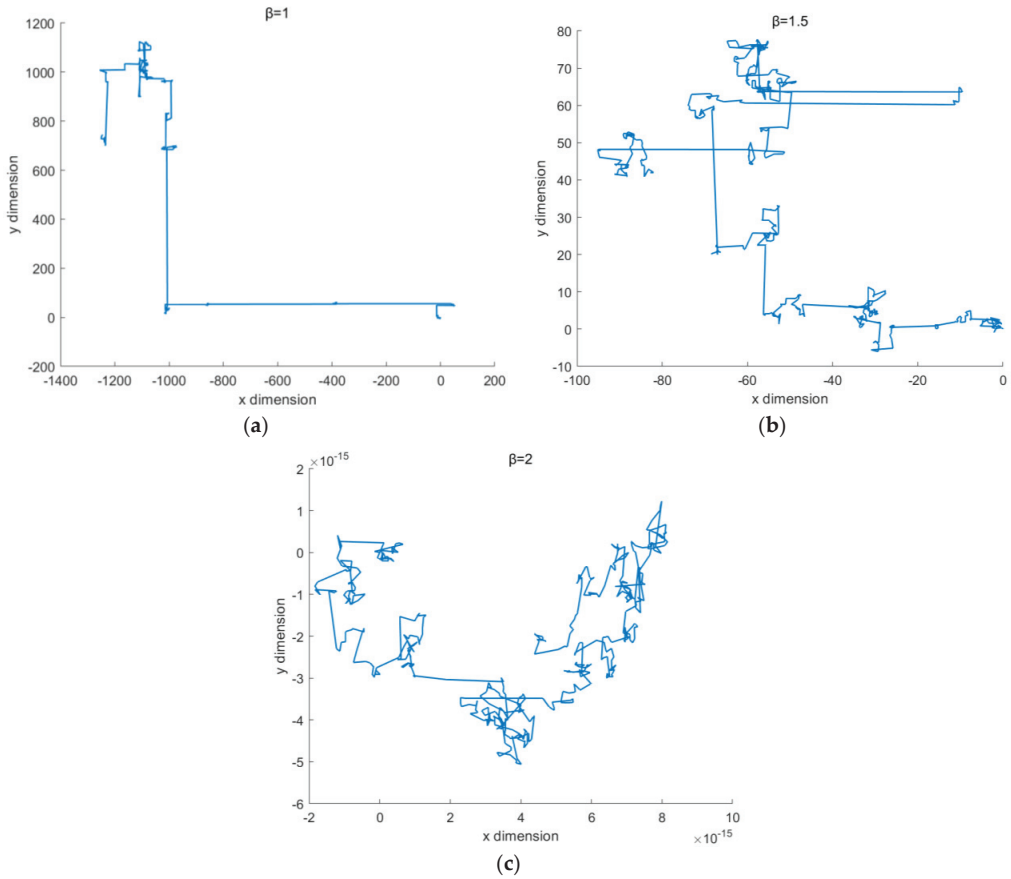 β=1
1200
1000
800
600
400
200
0
-200
y dimension
-1400 -1200 -1000 -800 -600 -400 -200 0 200
x dimension
(a)
β=1.5
80
70
60
50
40
30
20
10
0
-10
y dimension
-100 -80 -60 -40 -20 0
x dimension
(b)
×10-15
β=2
2
1
0
-1
-2
-3
-4
-5
-6
y dimension
-2 0 2 4 6 8 10
x dimension
×10-15
(c)